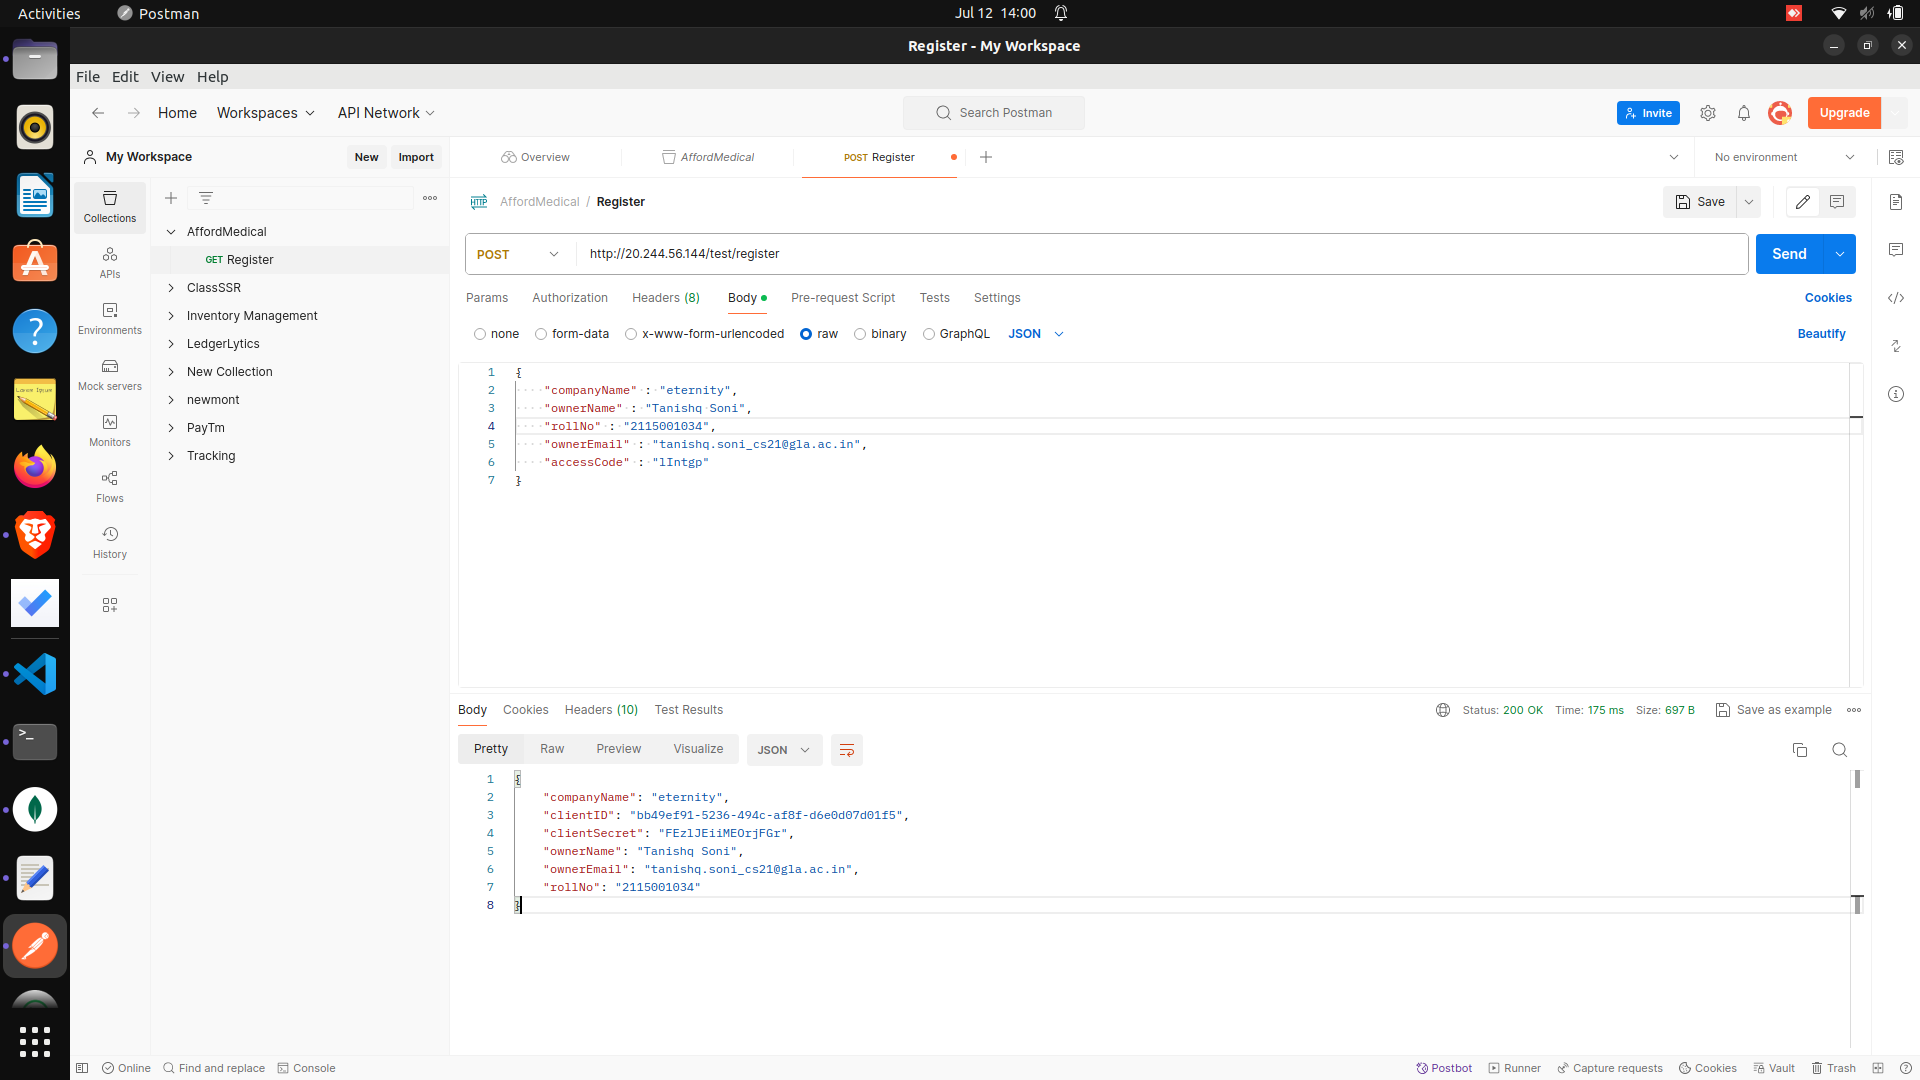 Activities Postman Jul 12 14:00
Register - My Workspace
File Edit View Help
Home Workspaces API Network Search Postman Invite Upgrade
My Workspace New Import Overview AffordMedical POST Register No environment
Collections
APIs
Environments
Mock servers
Monitors
Flows
History
AffordMedical
GET Register
ClassSSR
Inventory Management
LedgerLytics
New Collection
newmont
PayTm
Tracking
HTTP AffordMedical / Register Save
POST http://20.244.56.144/test/register Send
Params Authorization Headers (8) Body Pre-request Script Tests Settings Cookies
none form-data x-www-form-urlencoded raw binary GraphQL JSON Beautify
1 {
2 "companyName" : "eternity",
3 "ownerName" : "Tanishq Soni",
4 "rollNo" : "2115001034",
5 "ownerEmail" : "tanishq.soni_cs21@gla.ac.in",
6 "accessCode" : "lIntgp"
7 }
Body Cookies Headers (10) Test Results Status: 200 OK Time: 175 ms Size: 697 B Save as example
Pretty Raw Preview Visualize JSON
1 {
2 "companyName": "eternity",
3 "clientID": "bb49ef91-5236-494c-af8f-d6e0d07d01f5",
4 "clientSecret": "FEzlJEiiMEOrjFGr",
5 "ownerName": "Tanishq Soni",
6 "ownerEmail": "tanishq.soni_cs21@gla.ac.in",
7 "rollNo": "2115001034"
8 }
Online Find and replace Console Postbot Runner Capture requests Cookies Vault Trash